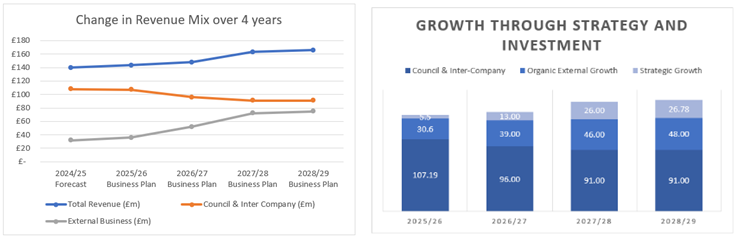 Change in Revenue Mix over 4 years
£180
£160
£140
£120
£100
£80
£60
£40
£20
£-
2024/25 2025/26 2026/27 2027/28 2028/29
Forecast Business Plan Business Plan Business Plan Business Plan
Total Revenue (£m) Council & Inter Company (£m)
External Business (£m)
GROWTH THROUGH STRATEGY AND
INVESTMENT
Council & Inter-Company Organic External Growth Strategic Growth
5.5 13.00 26.00 26.78
30.6 39.00 46.00 48.00
107.19 96.00 91.00 91.00
2025/26 2026/27 2027/28 2028/29